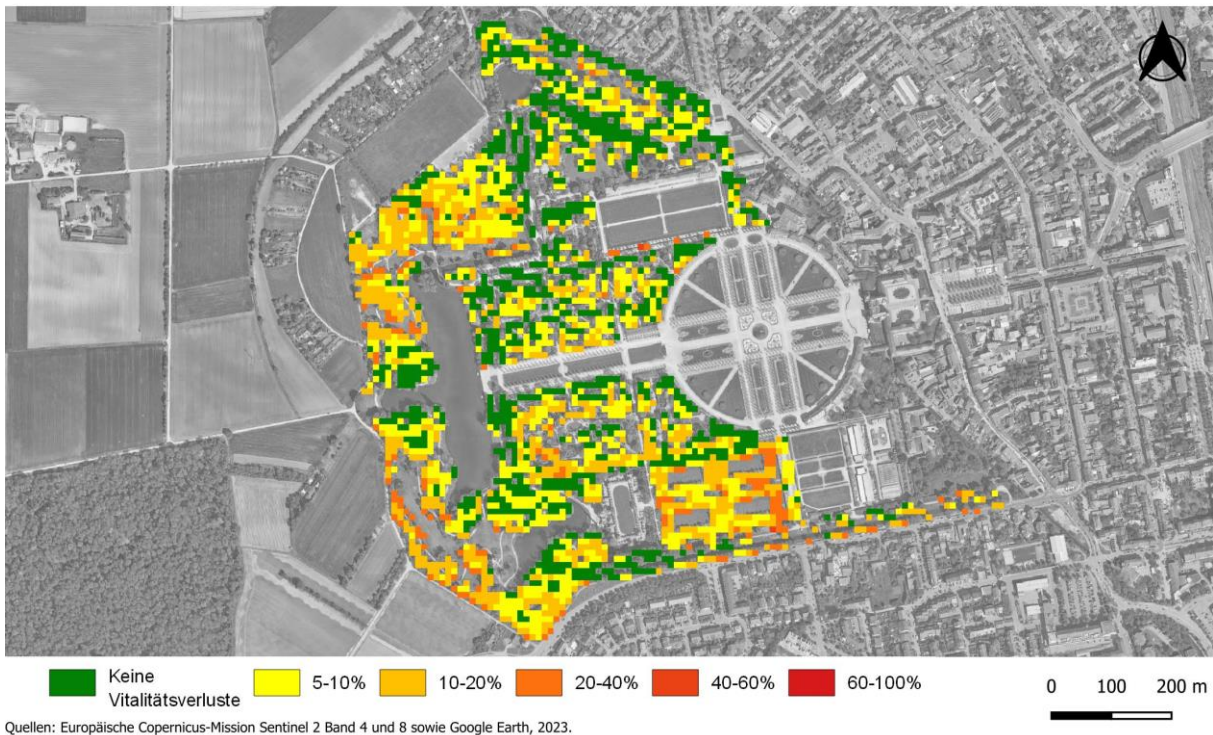 Keine
Vitalitätsverluste
5-10%
10-20%
20-40%
40-60%
60-100%
0 100 200 m
Quellen: Europäische Copernicus-Mission Sentinel 2 Band 4 und 8 sowie Google Earth, 2023.